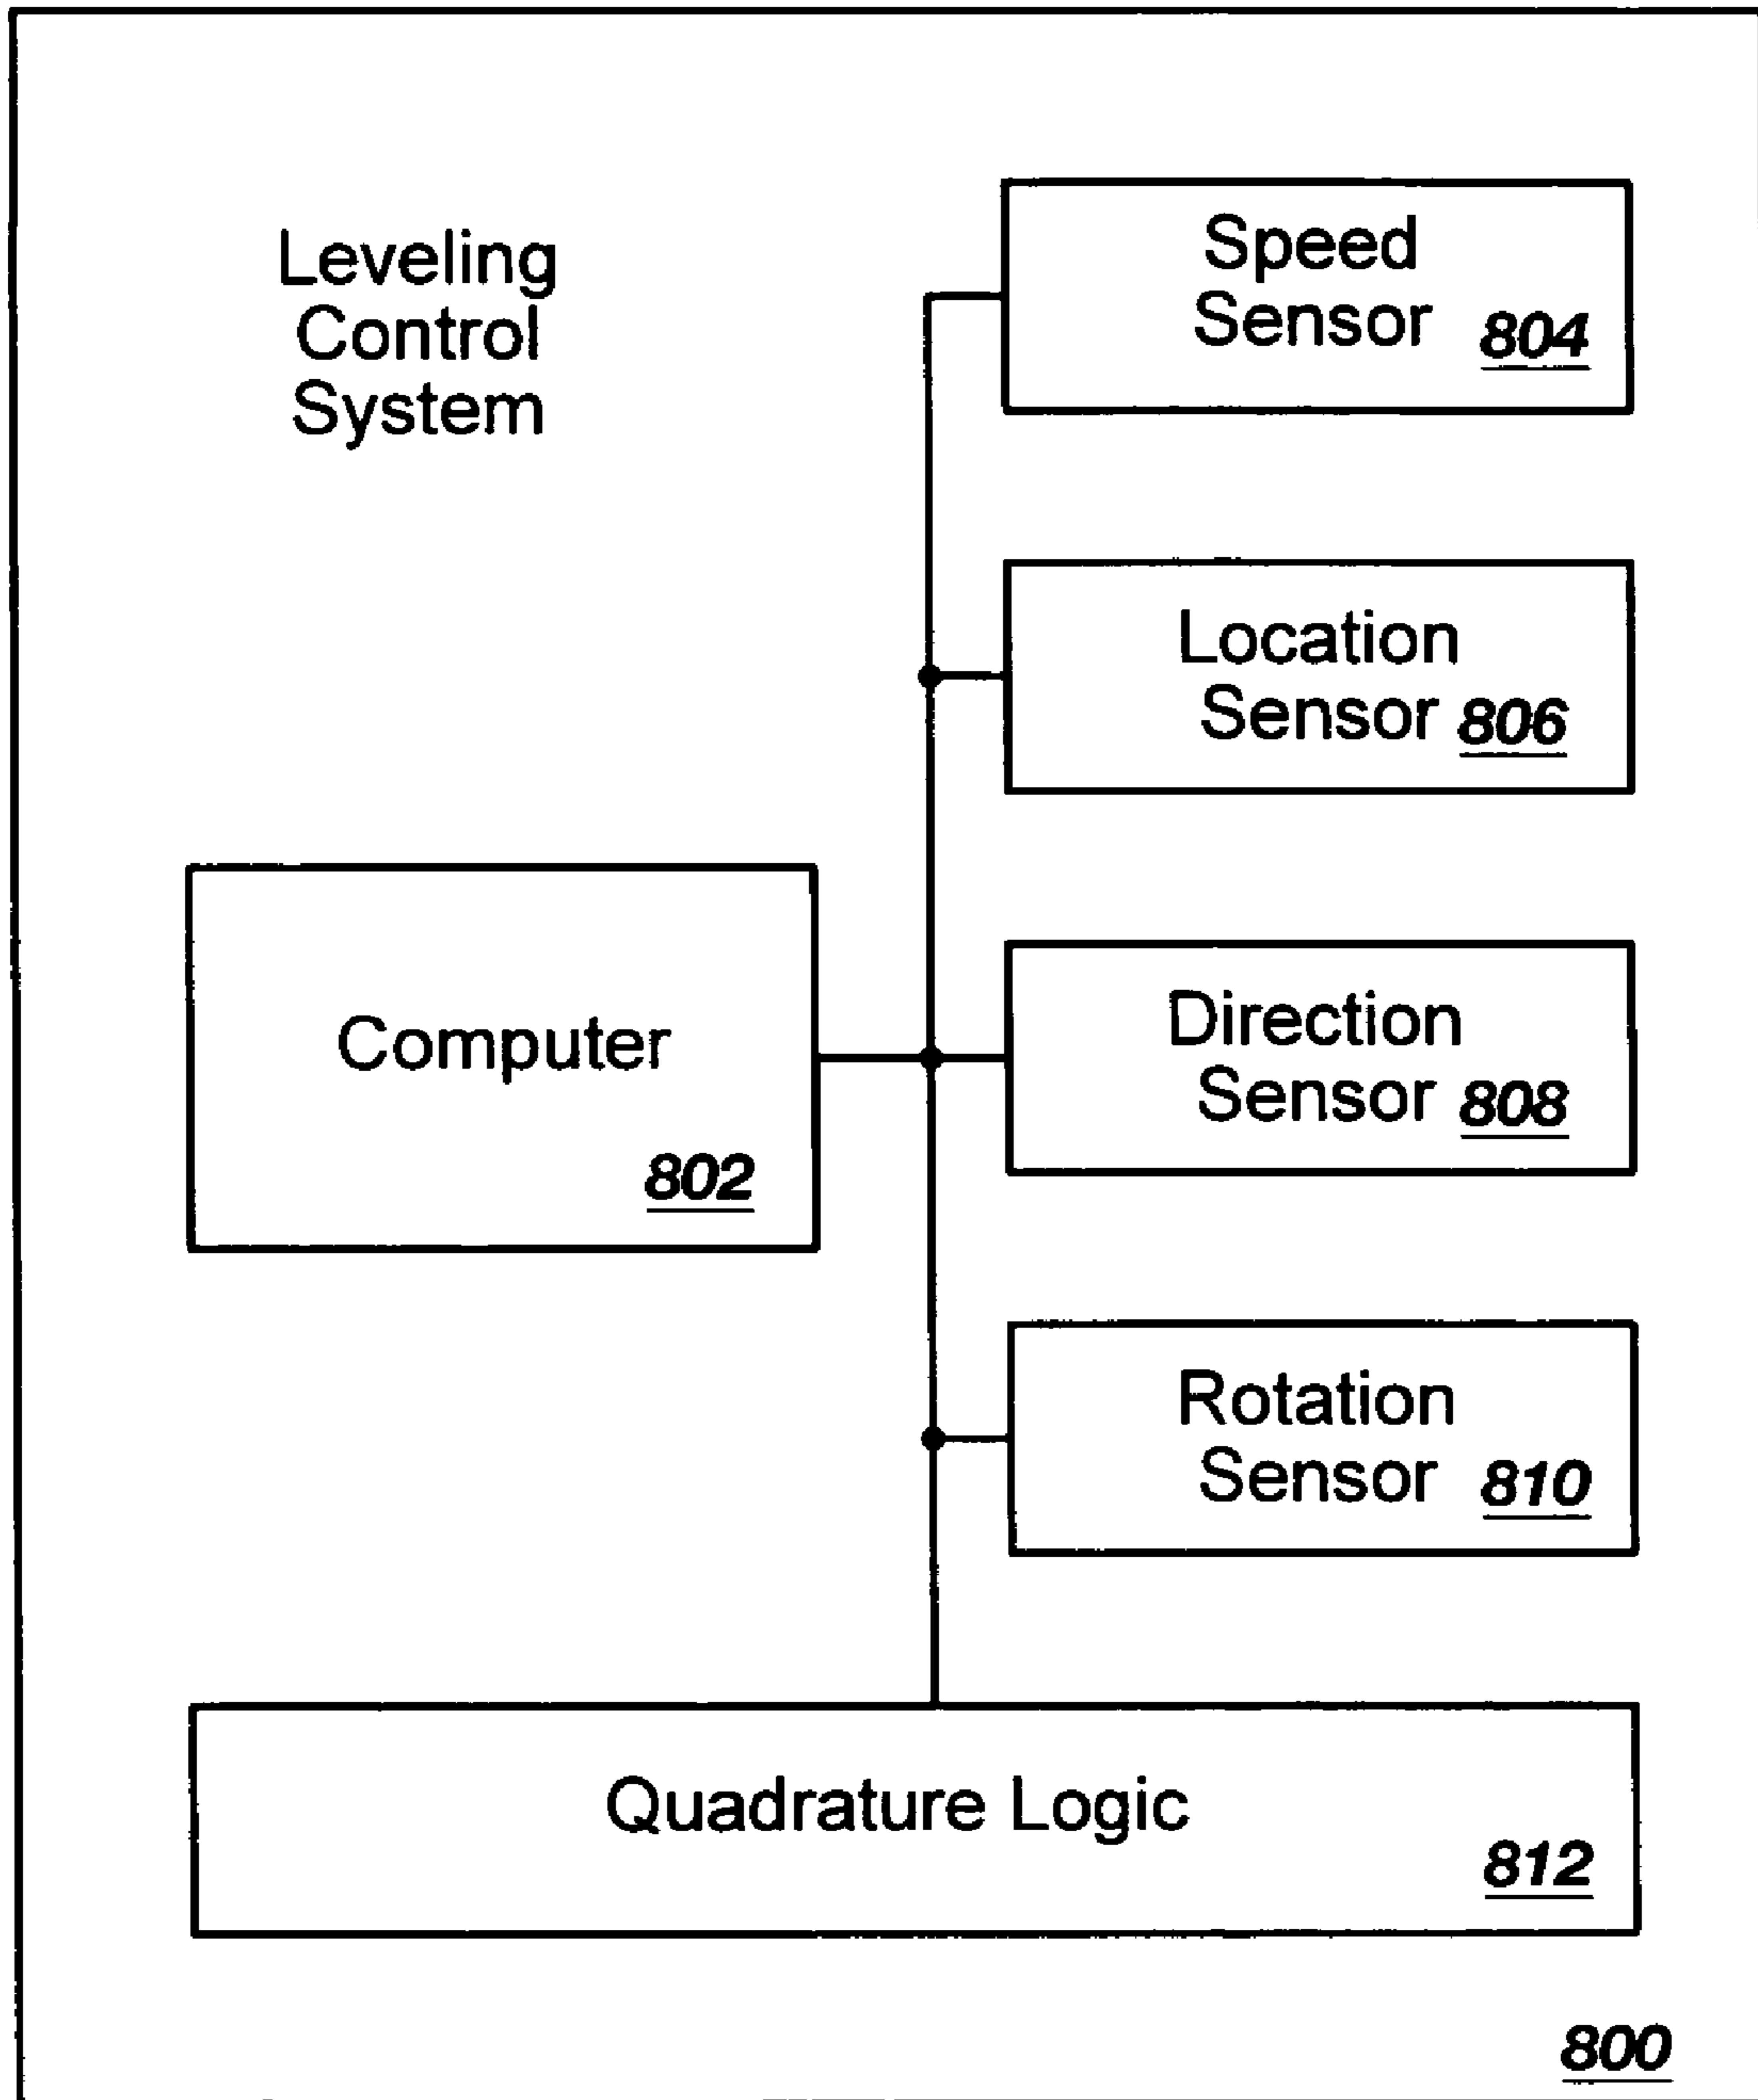 Leveling
Control
System
Speed
Sensor 804
Location
Sensor 806
Computer
802
Direction
Sensor 808
Rotation
Sensor 810
Quadrature Logic
812
800